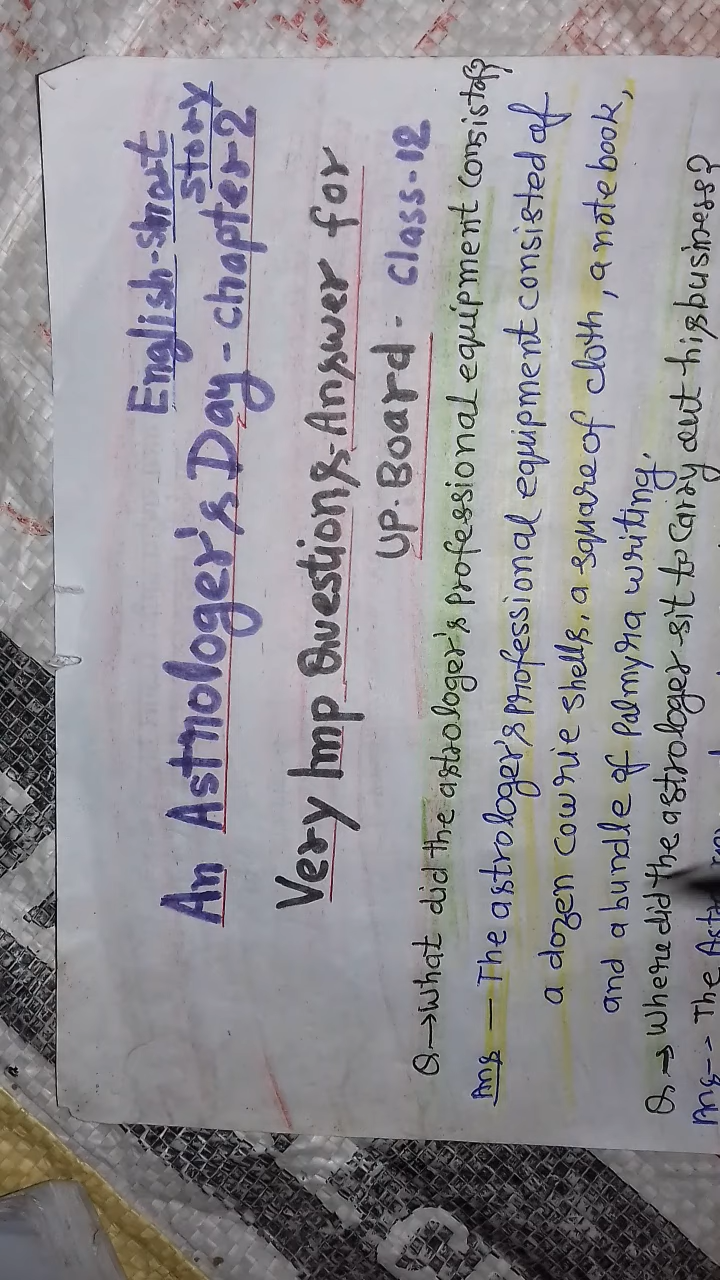 English-short
Story
An Astrologer's Day-chapter-2
Very Imp Questions-Answer for
UP. Board- Class-12
Q.→What did the astrologer's professional equipment consist of?
Ans — The astrologer's professional equipment consisted of
a dozen cowrie shells, a square of cloth, a notebook,
and a bundle of Palmyra writing.
Q.→ Where did the astrologer sit to carry out his business?
Ans-- The